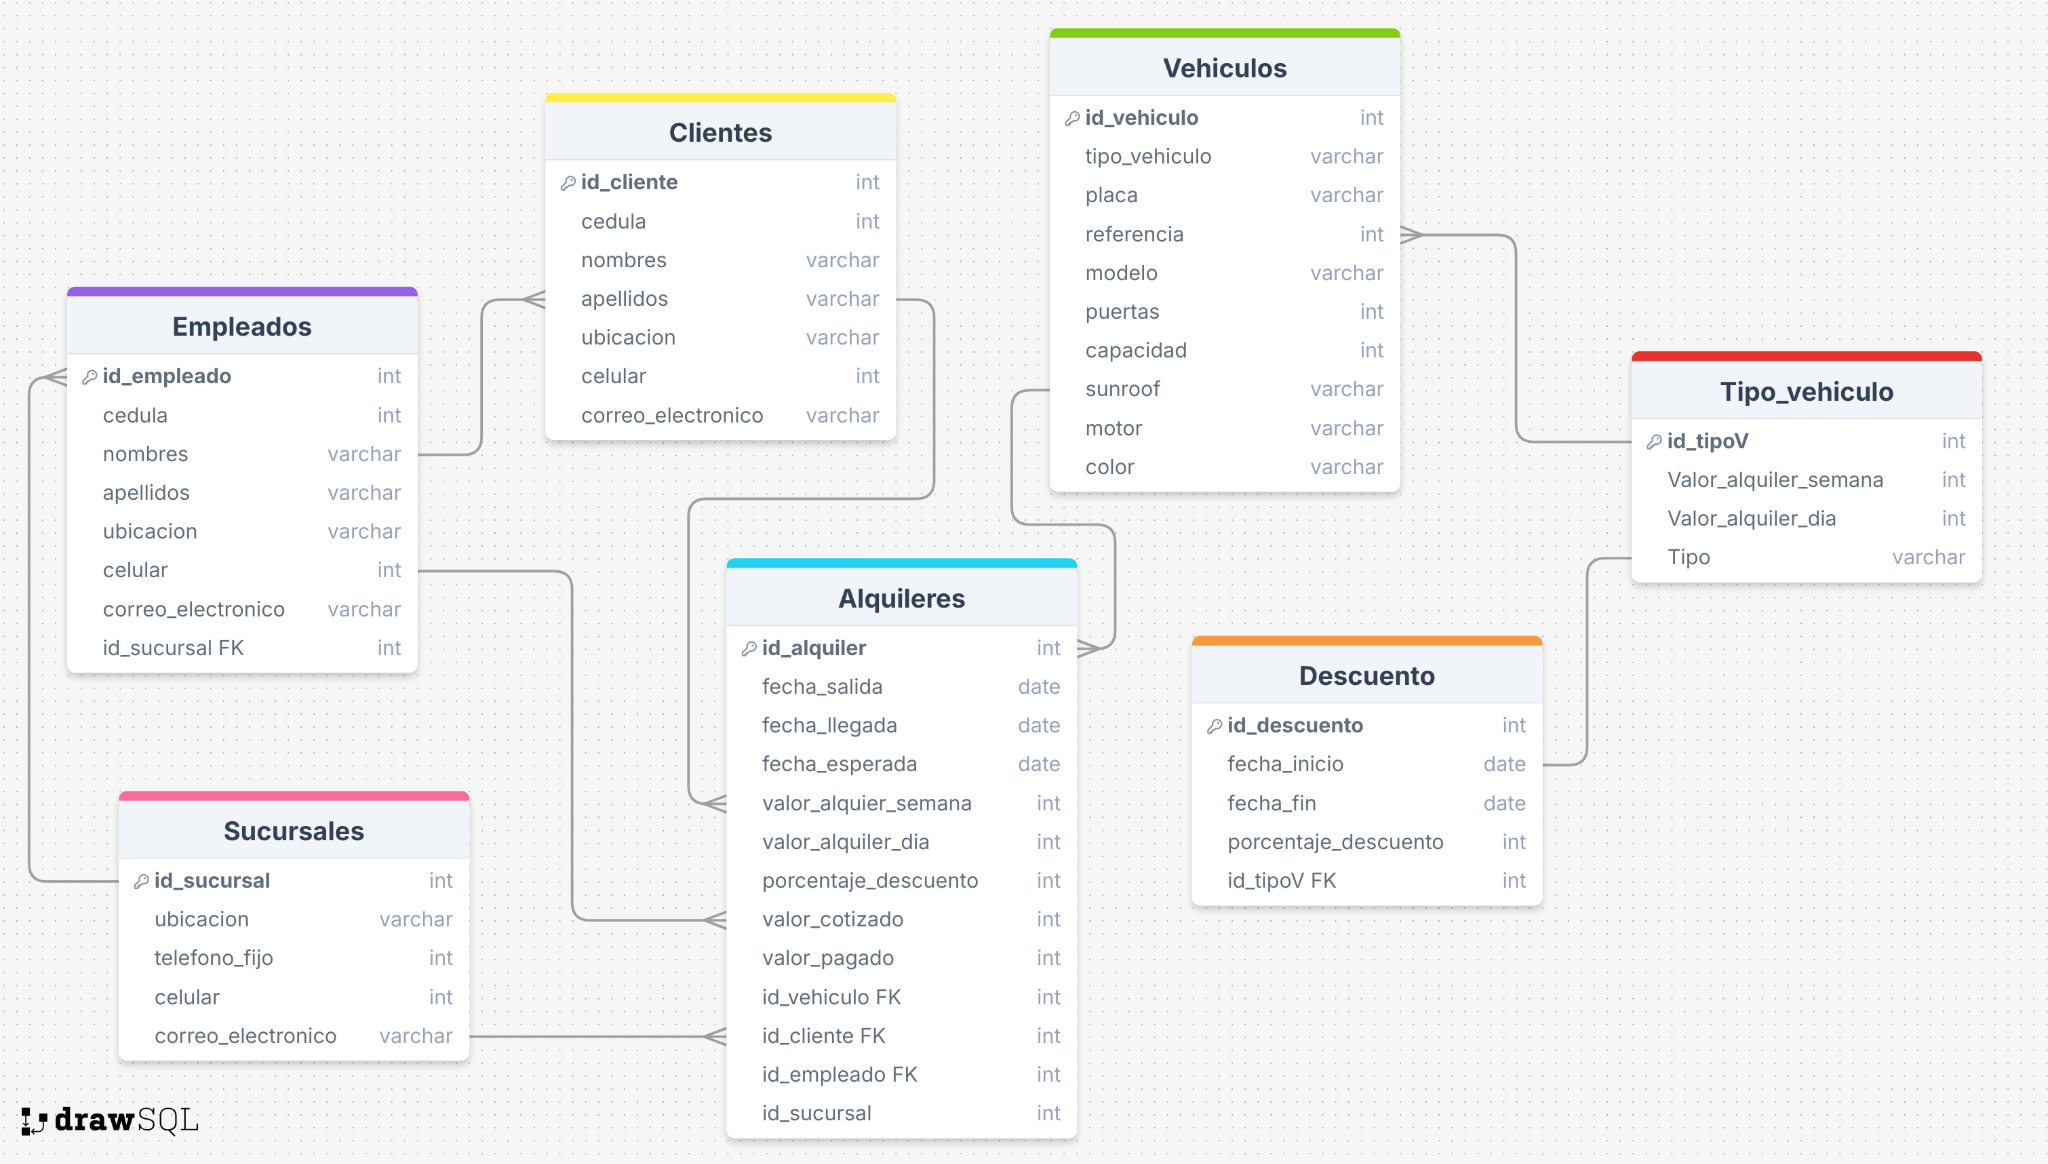 Vehiculos
id_vehiculo int
tipo_vehiculo varchar
placa varchar
referencia int
modelo varchar
puertas int
capacidad int
sunroof varchar
motor varchar
color varchar
Clientes
id_cliente int
cedula int
nombres varchar
apellidos varchar
ubicacion varchar
celular int
correo_electronico varchar
Empleados
id_empleado int
cedula int
nombres varchar
apellidos varchar
ubicacion varchar
celular int
correo_electronico varchar
id_sucursal FK int
Tipo_vehiculo
id_tipoV int
Valor_alquiler_semana int
Valor_alquiler_dia int
Tipo varchar
Alquileres
id_alquiler int
fecha_salida date
fecha_llegada date
fecha_esperada date
valor_alquier_semana int
valor_alquiler_dia int
porcentaje_descuento int
valor_cotizado int
valor_pagado int
id_vehiculo FK int
id_cliente FK int
id_empleado FK int
id_sucursal int
Descuento
id_descuento int
fecha_inicio date
fecha_fin date
porcentaje_descuento int
id_tipoV FK int
Sucursales
id_sucursal int
ubicacion varchar
telefono_fijo int
celular int
correo_electronico varchar
drawSQL